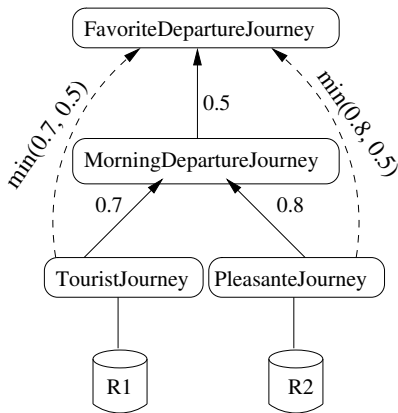 FavoriteDepartureJourney
min(0.7, 0.5)
0.5
min(0.8, 0.5)
MorningDepartureJourney
0.7
0.8
TouristJourney
PleasanteJourney
R1
R2